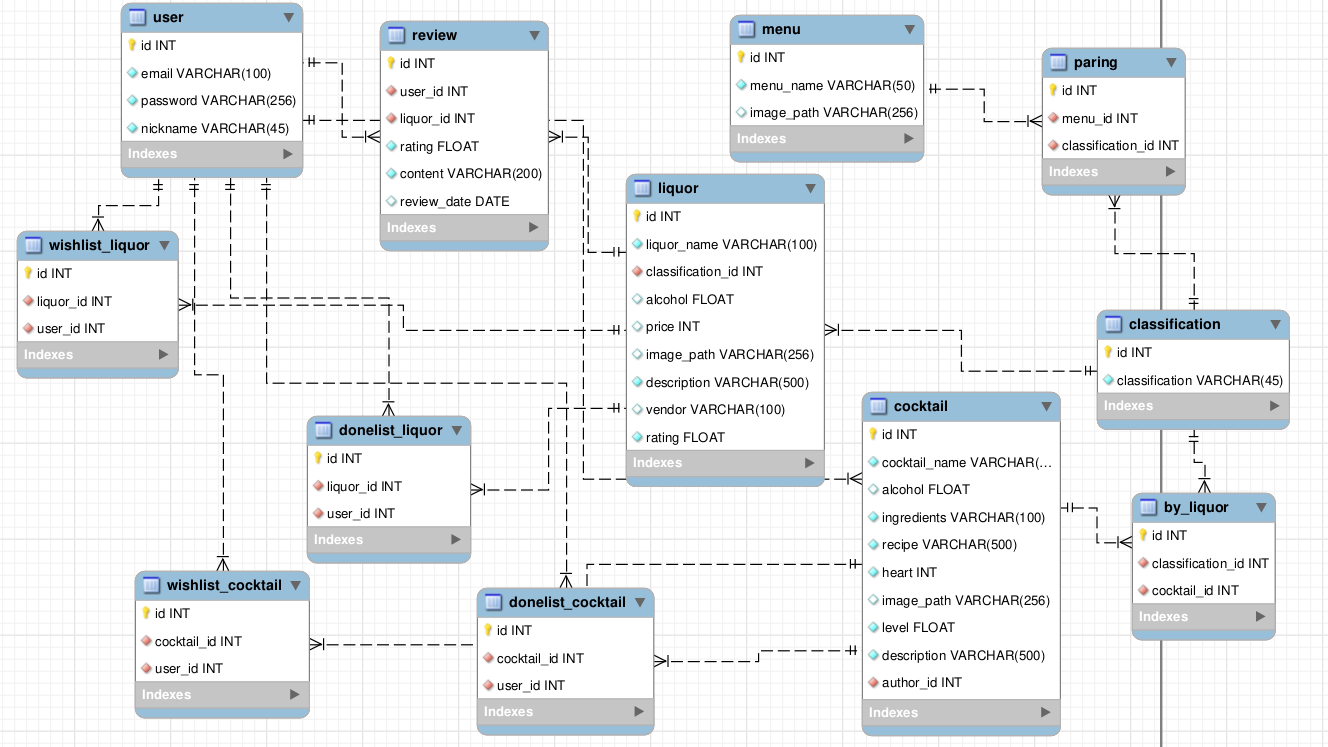 user
id INT
email VARCHAR(100)
password VARCHAR(256)
nickname VARCHAR(45)
Indexes
review
id INT
user_id INT
liquor_id INT
rating FLOAT
content VARCHAR(200)
review_date DATE
Indexes
menu
id INT
menu_name VARCHAR(50)
image_path VARCHAR(256)
Indexes
paring
id INT
menu_id INT
classification_id INT
Indexes
wishlist_liquor
id INT
liquor_id INT
user_id INT
Indexes
liquor
id INT
liquor_name VARCHAR(100)
classification_id INT
alcohol FLOAT
price INT
image_path VARCHAR(256)
description VARCHAR(500)
vendor VARCHAR(100)
rating FLOAT
Indexes
classification
id INT
classification VARCHAR(45)
Indexes
donelist_liquor
id INT
liquor_id INT
user_id INT
Indexes
cocktail
id INT
cocktail_name VARCHAR(...
alcohol FLOAT
ingredients VARCHAR(100)
recipe VARCHAR(500)
heart INT
image_path VARCHAR(256)
level FLOAT
description VARCHAR(500)
author_id INT
Indexes
by_liquor
id INT
classification_id INT
cocktail_id INT
Indexes
wishlist_cocktail
id INT
cocktail_id INT
user_id INT
Indexes
donelist_cocktail
id INT
cocktail_id INT
user_id INT
Indexes